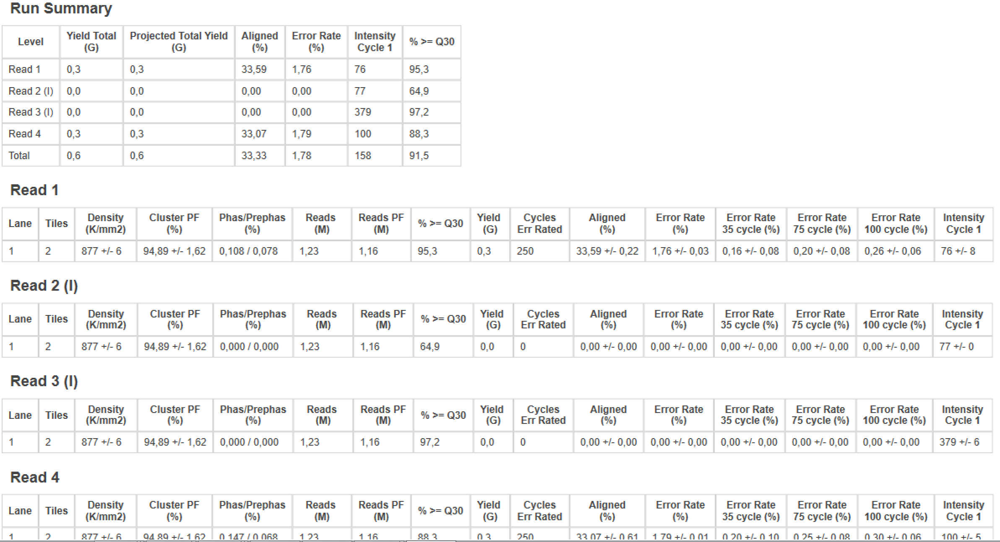 Run Summary
Level Yield Total (G) Projected Total Yield (G) Aligned (%) Error Rate (%) Intensity Cycle 1 % >= Q30
Read 1 0,3 0,3 33,59 1,76 76 95,3
Read 2 (I) 0,0 0,0 0,00 0,00 77 64,9
Read 3 (I) 0,0 0,0 0,00 0,00 379 97,2
Read 4 0,3 0,3 33,07 1,79 100 88,3
Total 0,6 0,6 33,33 1,78 158 91,5
Read 1
Lane Tiles Density (K/mm2) Cluster PF (%) Phas/Prephas (%) Reads (M) Reads PF (M) % >= Q30 Yield (G) Cycles Err Rated Aligned (%) Error Rate (%) Error Rate 35 cycle (%) Error Rate 75 cycle (%) Error Rate 100 cycle (%) Intensity Cycle 1
1 2 877 +/- 6 94,89 +/- 1,62 0,108 / 0,078 1,23 1,16 95,3 0,3 250 33,59 +/- 0,22 1,76 +/- 0,03 0,16 +/- 0,08 0,20 +/- 0,08 0,26 +/- 0,06 76 +/- 8
Read 2 (I)
Lane Tiles Density (K/mm2) Cluster PF (%) Phas/Prephas (%) Reads (M) Reads PF (M) % >= Q30 Yield (G) Cycles Err Rated Aligned (%) Error Rate (%) Error Rate 35 cycle (%) Error Rate 75 cycle (%) Error Rate 100 cycle (%) Intensity Cycle 1
1 2 877 +/- 6 94,89 +/- 1,62 0,000 / 0,000 1,23 1,16 64,9 0,0 0 0,00 +/- 0,00 0,00 +/- 0,00 0,00 +/- 0,00 0,00 +/- 0,00 0,00 +/- 0,00 77 +/- 0
Read 3 (I)
Lane Tiles Density (K/mm2) Cluster PF (%) Phas/Prephas (%) Reads (M) Reads PF (M) % >= Q30 Yield (G) Cycles Err Rated Aligned (%) Error Rate (%) Error Rate 35 cycle (%) Error Rate 75 cycle (%) Error Rate 100 cycle (%) Intensity Cycle 1
1 2 877 +/- 6 94,89 +/- 1,62 0,000 / 0,000 1,23 1,16 97,2 0,0 0 0,00 +/- 0,00 0,00 +/- 0,00 0,00 +/- 0,00 0,00 +/- 0,00 0,00 +/- 0,00 379 +/- 6
Read 4
Lane Tiles Density (K/mm2) Cluster PF (%) Phas/Prephas (%) Reads (M) Reads PF (M) % >= Q30 Yield (G) Cycles Err Rated Aligned (%) Error Rate (%) Error Rate 35 cycle (%) Error Rate 75 cycle (%) Error Rate 100 cycle (%) Intensity Cycle 1
1 2 877 +/- 6 94,89 +/- 1,62 0,147 / 0,068 1,23 1,16 88,3 0,3 250 33,07 +/- 0,61 1,79 +/- 0,01 0,20 +/- 0,10 0,25 +/- 0,08 0,30 +/- 0,06 100 +/- 5